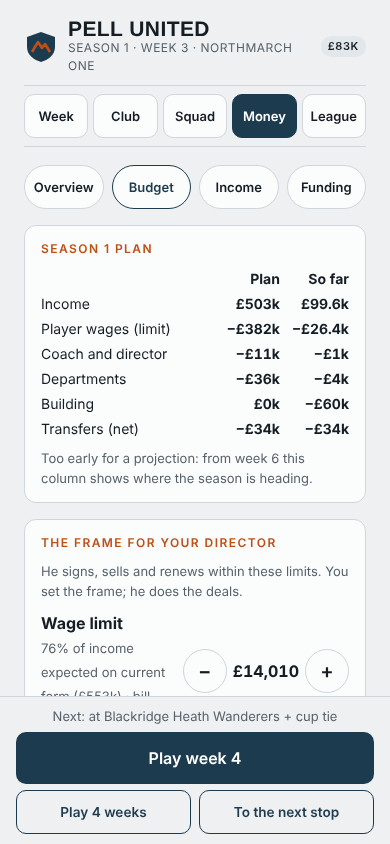 PELL UNITED
SEASON 1 · WEEK 3 · NORTHMARCH
ONE
£83K
Week
Club
Squad
Money
League
Overview
Budget
Income
Funding
SEASON 1 PLAN
Plan So far
Income £503k £99.6k
Player wages (limit) −£382k −£26.4k
Coach and director −£11k −£1k
Departments −£36k −£4k
Building £0k −£60k
Transfers (net) −£34k −£34k
Too early for a projection: from week 6 this
column shows where the season is heading.
THE FRAME FOR YOUR DIRECTOR
He signs, sells and renews within these limits. You
set the frame; he does the deals.
Wage limit
76% of income
expected on current
form (£553k) · bill
− £14,010 +
Next: at Blackridge Heath Wanderers + cup tie
Play week 4
Play 4 weeks
To the next stop